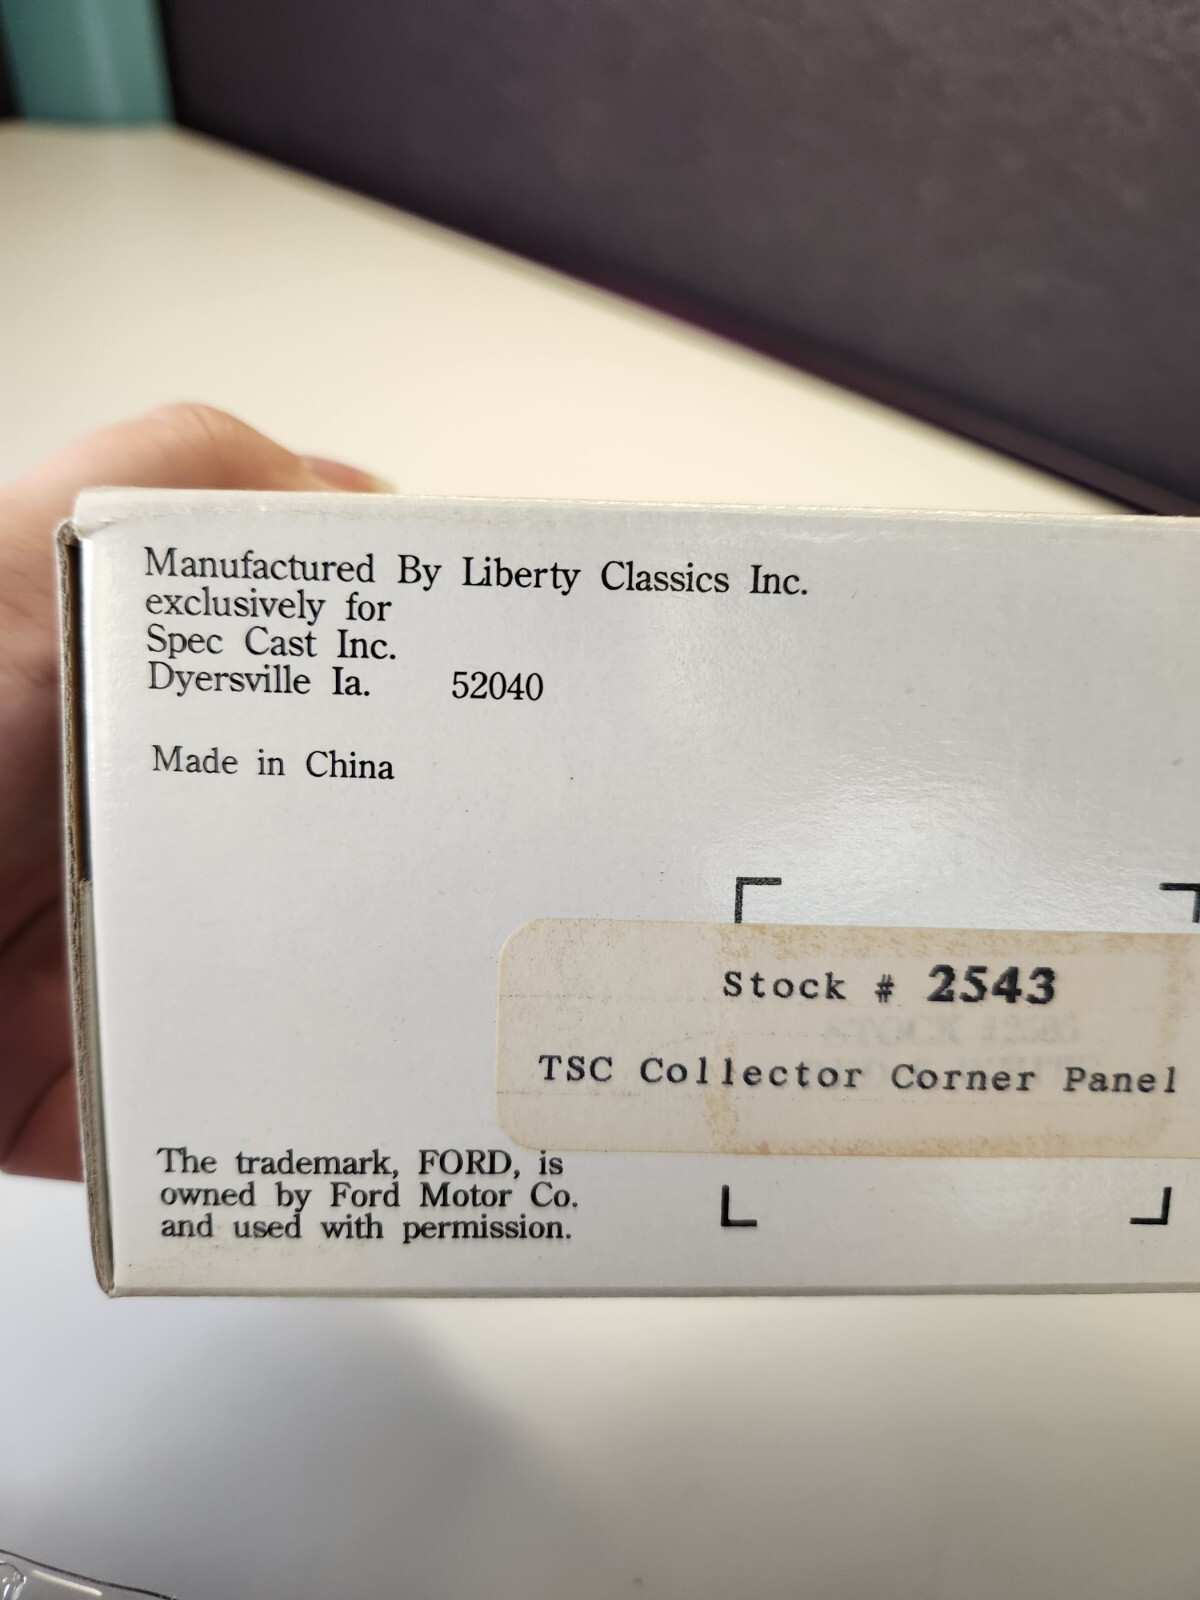 Manufactured By Liberty Classics Inc.
exclusively for
Spec Cast Inc.
Dyersville Ia. 52040
Made in China
Stock # 2543
TSC Collector Corner Panel
The trademark, FORD, is
owned by Ford Motor Co.
and used with permission.